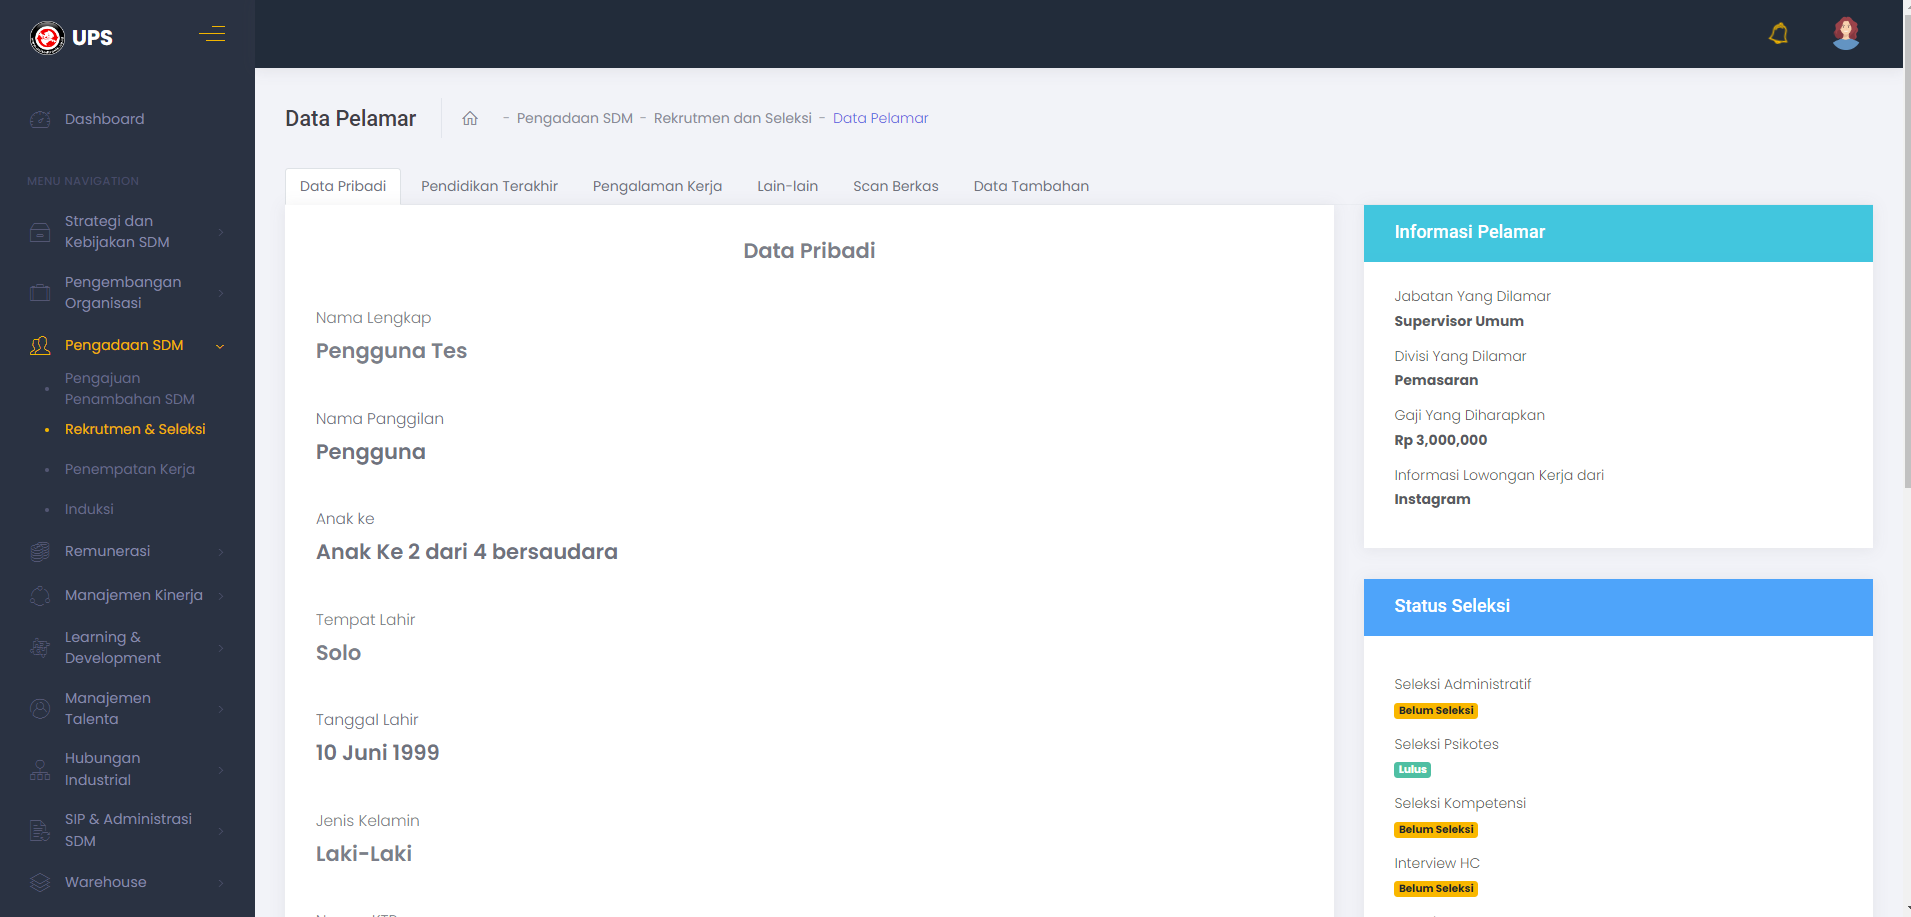 UPS
Dashboard
MENU NAVIGATION
Strategi dan
Kebijakan SDM
Pengembangan
Organisasi
Pengadaan SDM
Pengajuan
Penambahan SDM
Rekrutmen & Seleksi
Penempatan Kerja
Induksi
Remunerasi
Manajemen Kinerja
Learning &
Development
Manajemen
Talenta
Hubungan
Industrial
SIP & Administrasi
SDM
Warehouse
Data Pelamar
- Pengadaan SDM - Rekrutmen dan Seleksi - Data Pelamar
Data Pribadi Pendidikan Terakhir Pengalaman Kerja Lain-lain Scan Berkas Data Tambahan
Data Pribadi
Nama Lengkap
Pengguna Tes
Nama Panggilan
Pengguna
Anak ke
Anak Ke 2 dari 4 bersaudara
Tempat Lahir
Solo
Tanggal Lahir
10 Juni 1999
Jenis Kelamin
Laki-Laki
Informasi Pelamar
Jabatan Yang Dilamar
Supervisor Umum
Divisi Yang Dilamar
Pemasaran
Gaji Yang Diharapkan
Rp 3,000,000
Informasi Lowongan Kerja dari
Instagram
Status Seleksi
Seleksi Administratif
Belum Seleksi
Seleksi Psikotes
Lulus
Seleksi Kompetensi
Belum Seleksi
Interview HC
Belum Seleksi